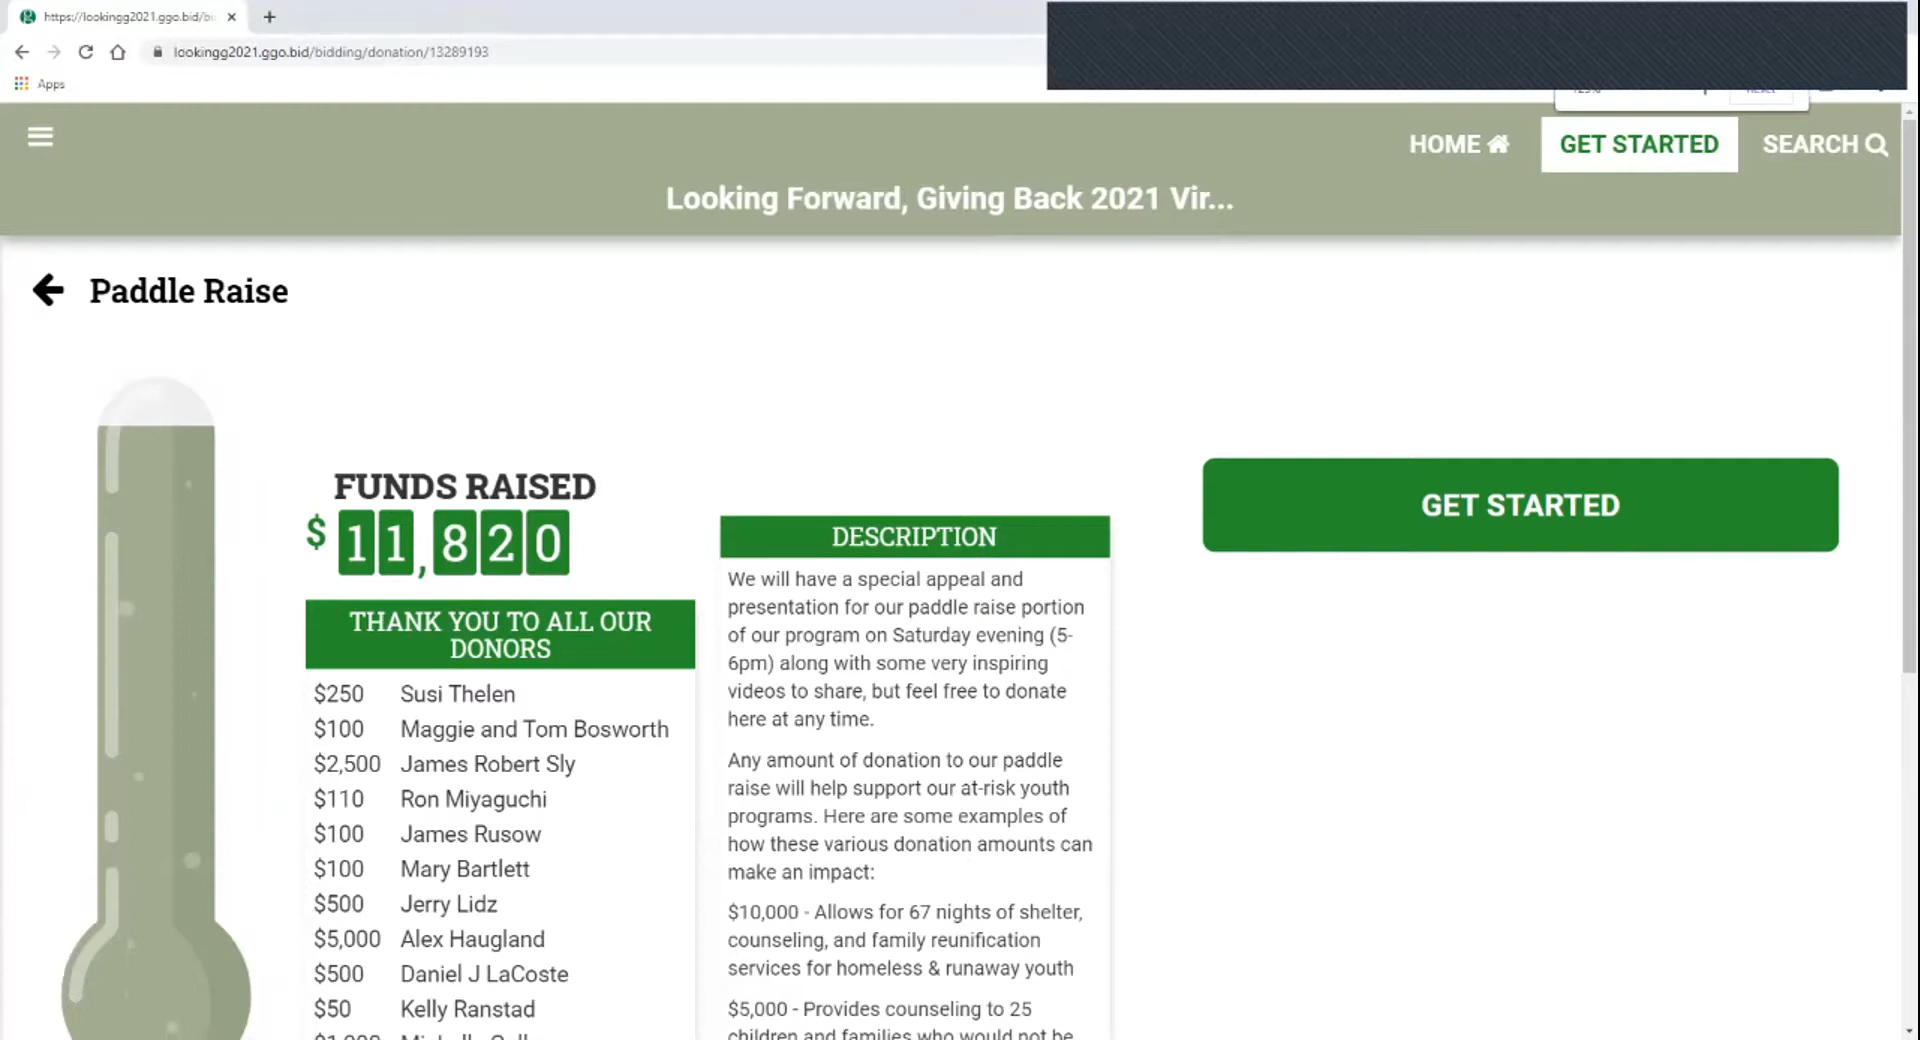 https://lookingg2021.ggo.bid/bi
lookingg2021.ggo.bid/bidding/donation/13289193
Apps
HOME
GET STARTED
SEARCH
Looking Forward, Giving Back 2021 Vir...
Paddle Raise
FUNDS RAISED
$ 11,820
THANK YOU TO ALL OUR
DONORS
$250 Susi Thelen
$100 Maggie and Tom Bosworth
$2,500 James Robert Sly
$110 Ron Miyaguchi
$100 James Rusow
$100 Mary Bartlett
$500 Jerry Lidz
$5,000 Alex Haugland
$500 Daniel J LaCoste
$50 Kelly Ranstad
DESCRIPTION
We will have a special appeal and
presentation for our paddle raise portion
of our program on Saturday evening (5-
6pm) along with some very inspiring
videos to share, but feel free to donate
here at any time.
Any amount of donation to our paddle
raise will help support our at-risk youth
programs. Here are some examples of
how these various donation amounts can
make an impact:
$10,000 - Allows for 67 nights of shelter,
counseling, and family reunification
services for homeless & runaway youth
$5,000 - Provides counseling to 25
children and families who would not be
GET STARTED